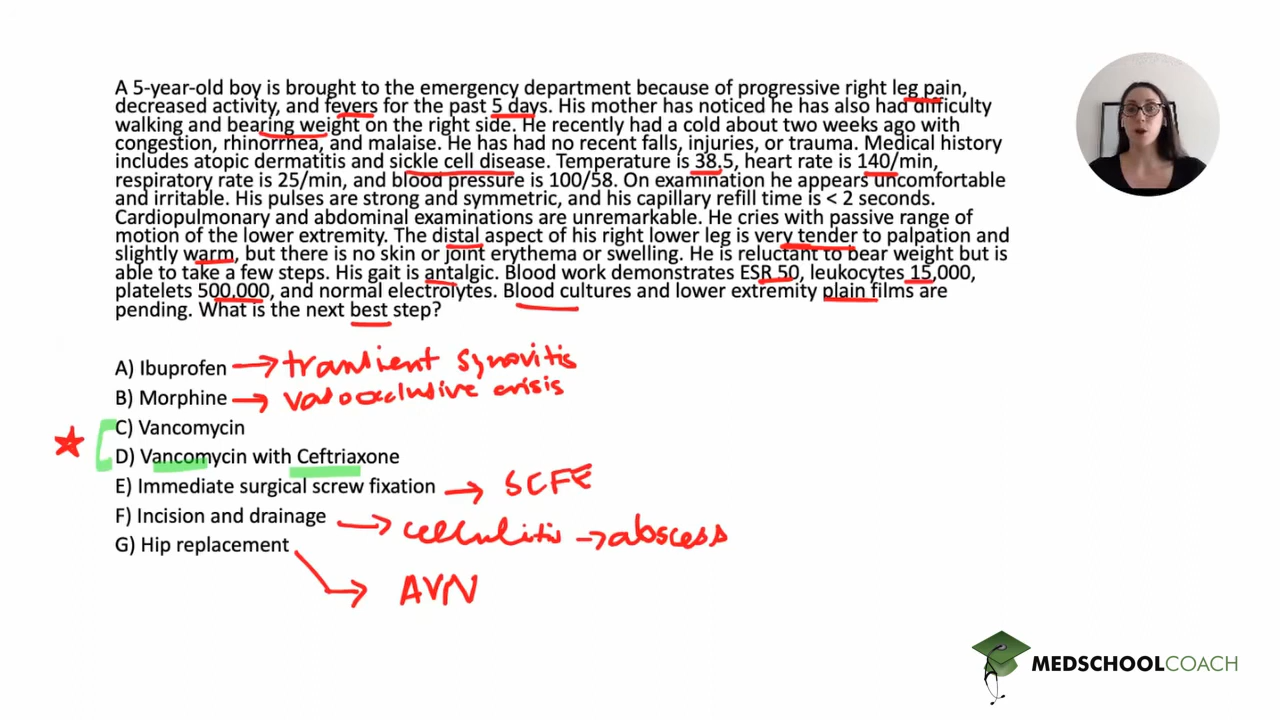 A 5-year-old boy is brought to the emergency department because of progressive right leg pain,
decreased activity, and fevers for the past 5 days. His mother has noticed he has also had difficulty
walking and bearing weight on the right side. He recently had a cold about two weeks ago with
congestion, rhinorrhea, and malaise. He has had no recent falls, injuries, or trauma. Medical history
includes atopic dermatitis and sickle cell disease. Temperature is 38.5, heart rate is 140/min,
respiratory rate is 25/min, and blood pressure is 100/58. On examination he appears uncomfortable
and irritable. His pulses are strong and symmetric, and his capillary refill time is < 2 seconds.
Cardiopulmonary and abdominal examinations are unremarkable. He cries with passive range of
motion of the lower extremity. The distal aspect of his right lower leg is very tender to palpation and
slightly warm, but there is no skin or joint erythema or swelling. He is reluctant to bear weight but is
able to take a few steps. His gait is antalgic. Blood work demonstrates ESR 50, leukocytes 15,000,
platelets 500,000, and normal electrolytes. Blood cultures and lower extremity plain films are
pending. What is the next best step?
A) Ibuprofen → transient synovitis
B) Morphine → vasoocclusive crisis
C) Vancomycin
D) Vancomycin with Ceftriaxone
E) Immediate surgical screw fixation → SCFE
F) Incision and drainage → cellulitis → abscess
G) Hip replacement → AVN
MEDSCHOOLCOACH